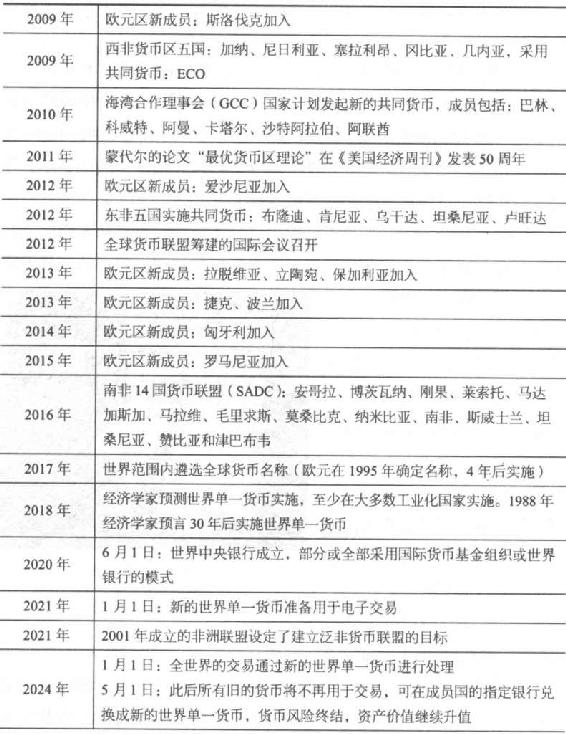 2009 年 欧元区新成员：斯洛伐克加入
2009 年 西非货币区五国：加纳、尼日利亚、塞拉利昂、冈比亚、几内亚，采用
共同货币：ECO
2010 年 海湾合作理事会（GCC）国家计划发起新的共同货币，成员包括：巴林、
科威特、阿曼、卡塔尔、沙特阿拉伯、阿联酋
2011 年 蒙代尔的论文“最优货币区理论”在《美国经济周刊》发表 50 周年
2012 年 欧元区新成员：爱沙尼亚加入
2012 年 东非五国实施共同货币：布隆迪、肯尼亚、乌干达、坦桑尼亚、卢旺达
2012 年 全球货币联盟筹建的国际会议召开
2013 年 欧元区新成员：拉脱维亚、立陶宛、保加利亚加入
2013 年 欧元区新成员：捷克、波兰加入
2014 年 欧元区新成员：匈牙利加入
2015 年 欧元区新成员：罗马尼亚加入
2016 年 南非 14 国货币联盟（SADC）：安哥拉、博茨瓦纳、刚果、莱索托、马达
加斯加、马拉维、毛里求斯、莫桑比克、纳米比亚、南非、斯威士兰、坦
桑尼亚、赞比亚和津巴布韦
2017 年 世界范围内遴选全球货币名称（欧元在 1995 年确定名称，4 年后实施）
2018 年 经济学家预测世界单一货币实施，至少在大多数工业化国家实施。1988 年
经济学家预言 30 年后实施世界单一货币
2020 年 6 月 1 日：世界中央银行成立，部分或全部采用国际货币基金组织或世界
银行的模式
2021 年 1 月 1 日：新的世界单一货币准备用于电子交易
2021 年 2001 年成立的非洲联盟设定了建立泛非货币联盟的目标
2024 年 1 月 1 日：全世界的交易通过新的世界单一货币进行处理
5 月 1 日：此后所有旧的货币将不再用于交易，可在成员国的指定银行兑
换成新的世界单一货币，货币风险终结，资产价值继续升值